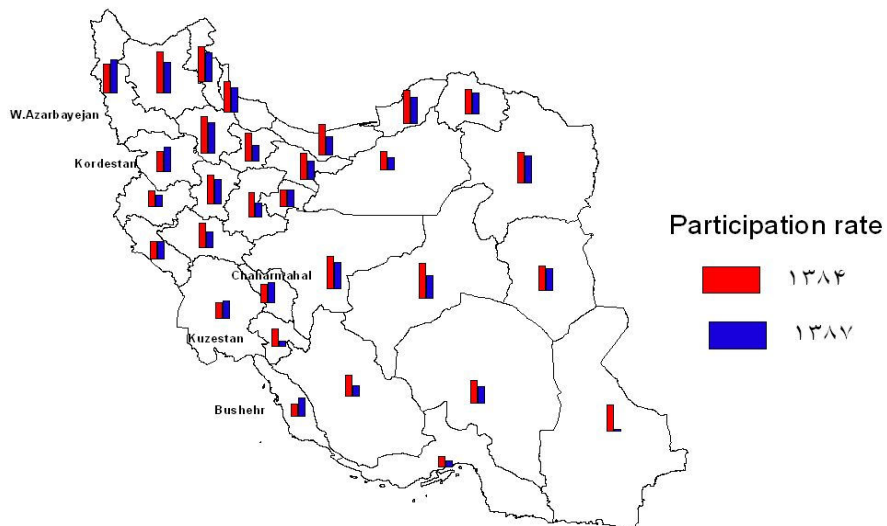 W.Azarbayejan
Kordestan
Participation rate
Chaharmahal
۱۳۸۴
۱۳۸۷
Kuzestan
Bushehr